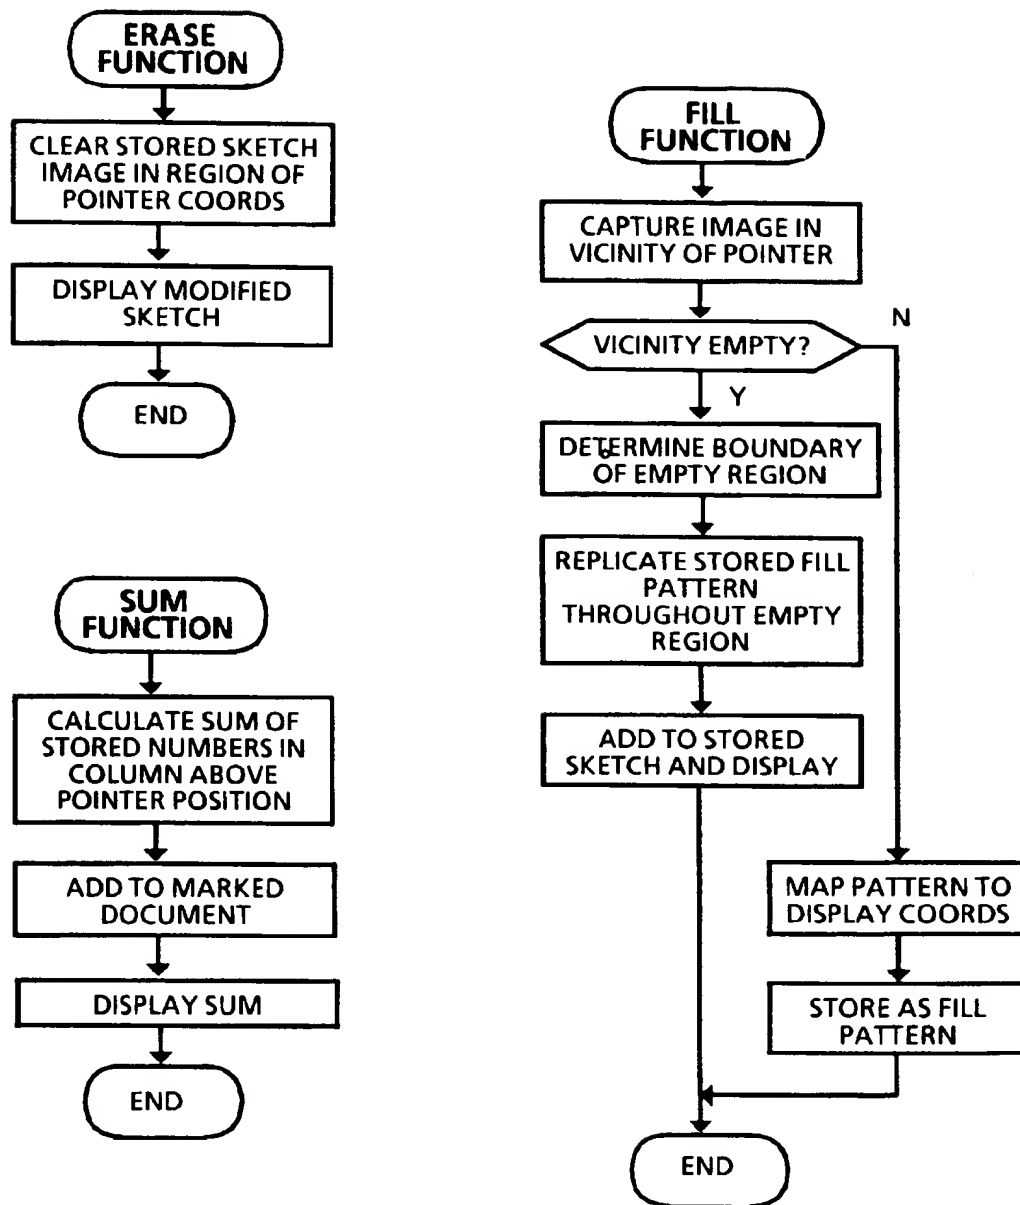 ERASE
FUNCTION
CLEAR STORED SKETCH
IMAGE IN REGION OF
POINTER COORDS
DISPLAY MODIFIED
SKETCH
END
SUM
FUNCTION
CALCULATE SUM OF
STORED NUMBERS IN
COLUMN ABOVE
POINTER POSITION
ADD TO MARKED
DOCUMENT
DISPLAY SUM
END
FILL
FUNCTION
CAPTURE IMAGE IN
VICINITY OF POINTER
VICINITY EMPTY?
N
Y
DETERMINE BOUNDARY
OF EMPTY REGION
REPLICATE STORED FILL
PATTERN
THROUGHOUT EMPTY
REGION
ADD TO STORED
SKETCH AND DISPLAY
MAP PATTERN TO
DISPLAY COORDS
STORE AS FILL
PATTERN
END